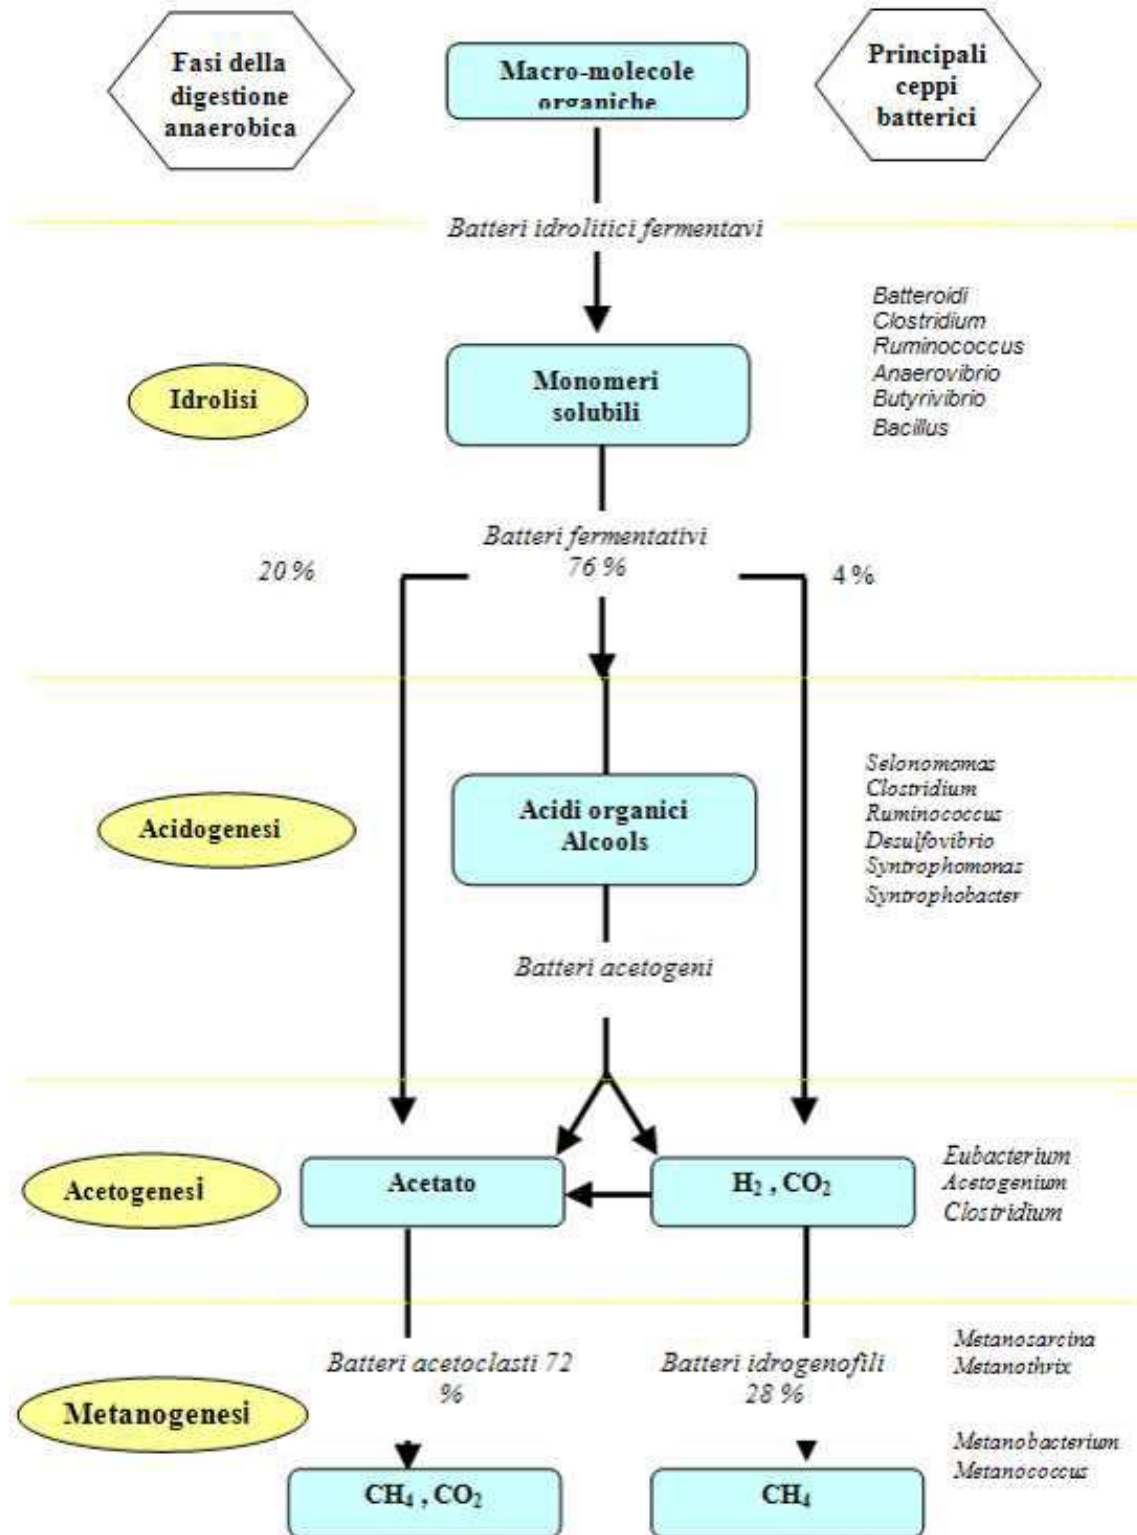 Fasi della
digestione
anaerobica
Macro-molecole
organiche
Principali
ceppi
batterici
Batteri idrolitici fermentavi
Batteroidi
Clostridium
Ruminococcus
Anaerovibrio
Butyrivibrio
Bacillus
Idrolisi
Monomeri
solubili
Batteri fermentativi
20 %
76 %
4 %
Selonomomas
Clostridium
Ruminococcus
Desulfovibrio
Syntrophomonas
Syntrophobacter
Acidogenesi
Acidi organici
Alcools
Batteri acetogeni
Acetogenesi
Acetato
H₂ , CO₂
Eubacterium
Acetogenium
Clostridium
Batteri acetoclasti 72
%
Batteri idrogenofili
28 %
Metanosarcina
Metanothrix
Metanogenesi
Metanobacterium
Metanococcus
CH₄ , CO₂
CH₄